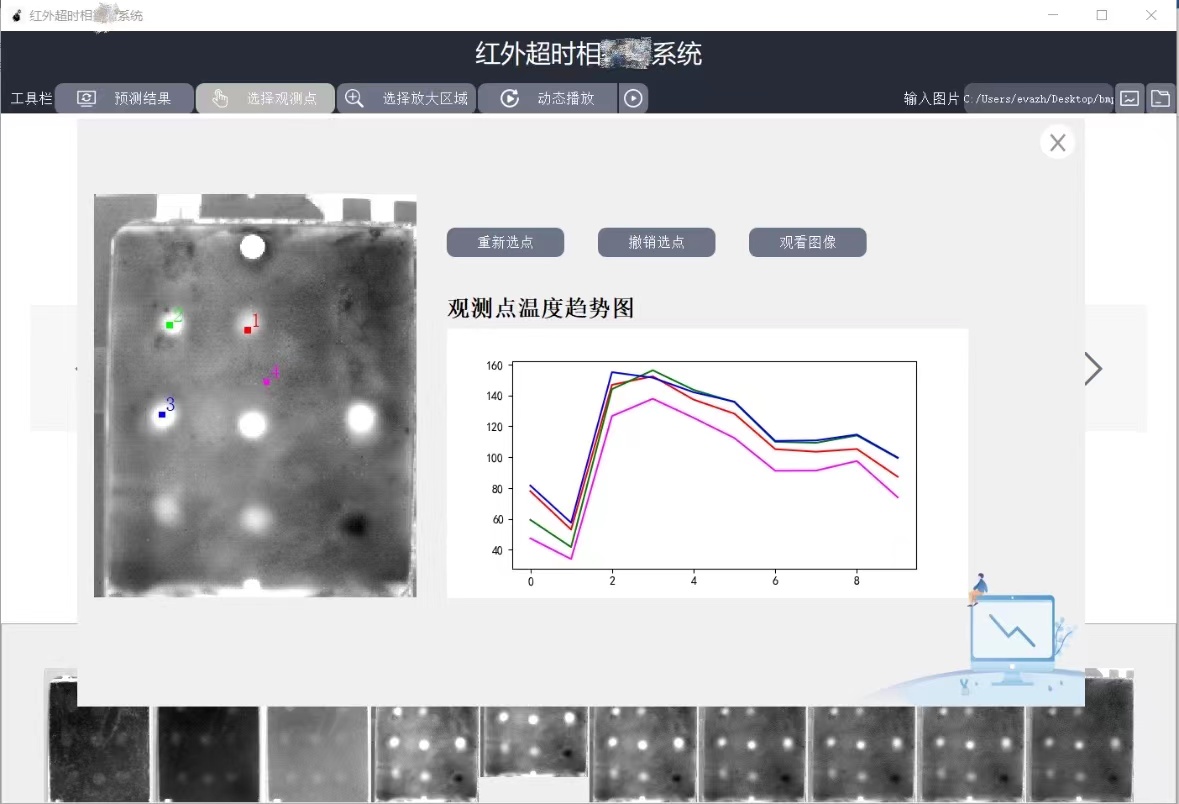 红外超时相 系统
红外超时相 系统
工具栏 预测结果 选择观测点 选择放大区域 动态播放 输入图片 C:/Users/evazh/Desktop/bmp
重新选点 撤销选点 观看图像
观测点温度趋势图
2 1
4
3
160
140
120
100
80
60
40
0 2 4 6 8